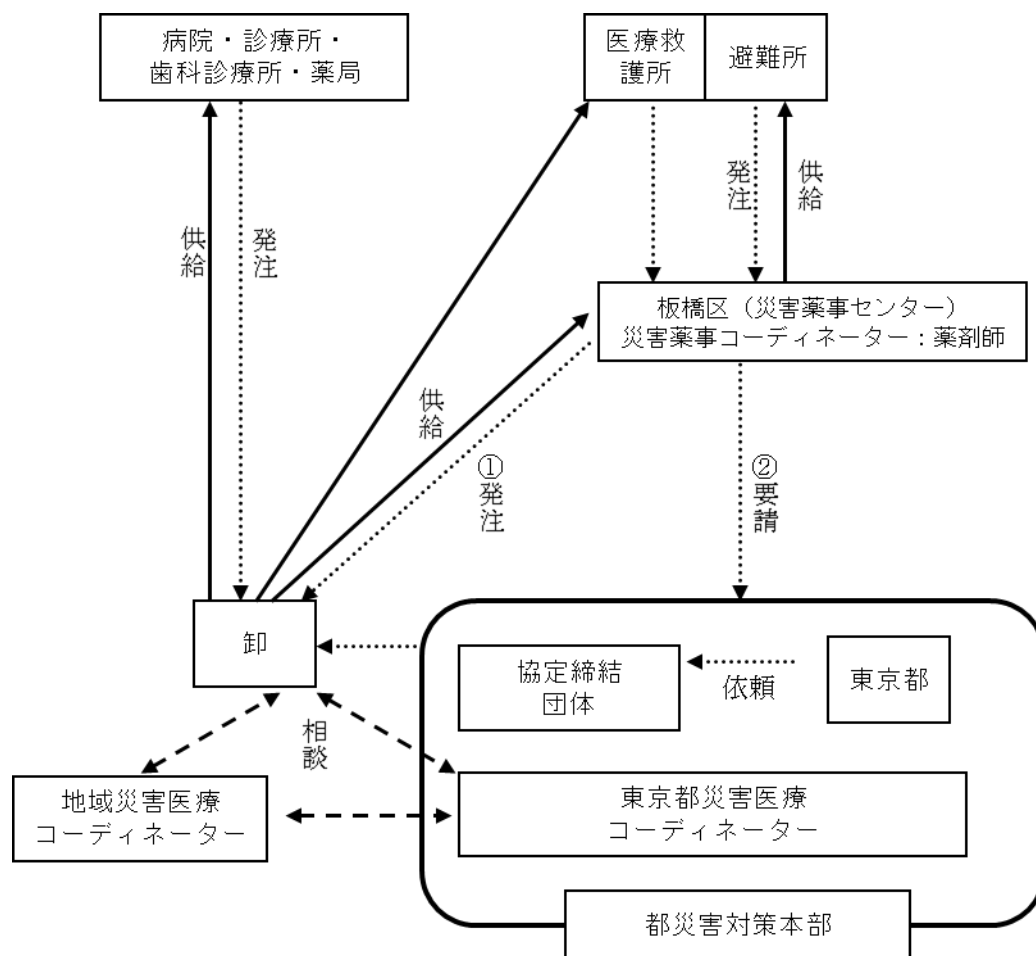 病院・診療所・
歯科診療所・薬局
医療救
護所
避難所
供給
発注
発注
供給
板橋区（災害薬事センター）
災害薬事コーディネーター：薬剤師
供給
①発注
②要請
卸
協定締結
団体
依頼
東京都
相談
地域災害医療
コーディネーター
東京都災害医療
コーディネーター
都災害対策本部